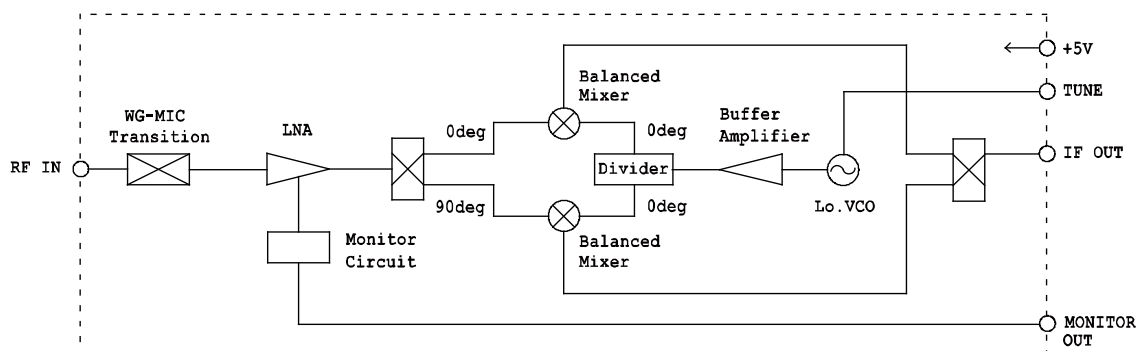 +5V
TUNE
Balanced
Mixer
WG-MIC
Transition
LNA
Buffer
Amplifier
0deg
0deg
RF IN
Divider
IF OUT
Lo.VCO
90deg
0deg
Monitor
Circuit
Balanced
Mixer
MONITOR
OUT